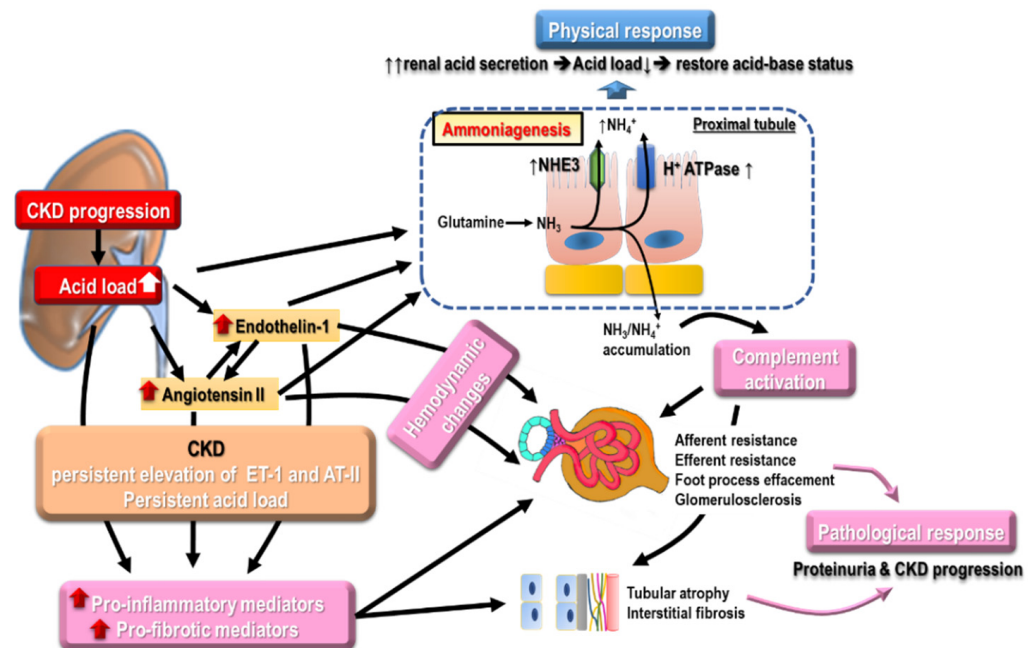 Physical response
↑↑renal acid secretion ➔Acid load↓➔ restore acid-base status
Ammoniagenesis
↑NH₄⁺
Proximal tubule
↑NHE3
H⁺ ATPase ↑
Glutamine
NH₃
CKD progression
Acid load
Endothelin-1
Angiotensin II
NH₃/NH₄⁺
accumulation
Complement
activation
Hemodynamic
changes
CKD
persistent elevation of ET-1 and AT-II
Persistent acid load
Afferent resistance
Efferent resistance
Foot process effacement
Glomerulosclerosis
Pathological response
Proteinuria & CKD progression
Pro-inflammatory mediators
Pro-fibrotic mediators
Tubular atrophy
Interstitial fibrosis